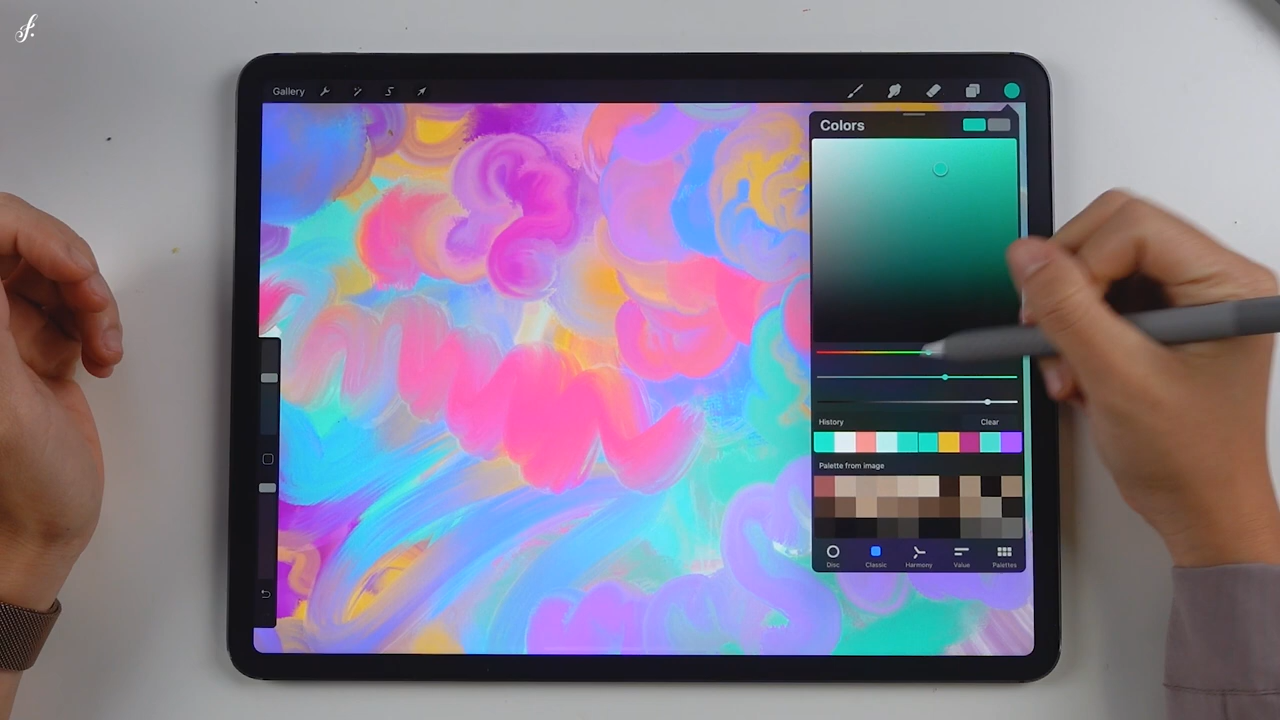 f.
Gallery
Colors
History
Clear
Palette from image
Disc
Classic
Harmony
Value
Palettes